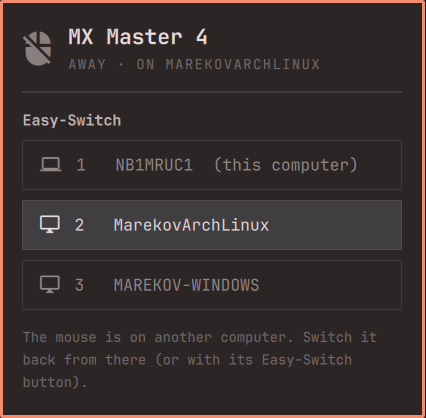 MX Master 4
AWAY · ON MAREKOVARCHLINUX
Easy-Switch
1 NB1MRUC1 (this computer)
2 MarekovArchLinux
3 MAREKOV-WINDOWS
The mouse is on another computer. Switch it
back from there (or with its Easy-Switch
button).